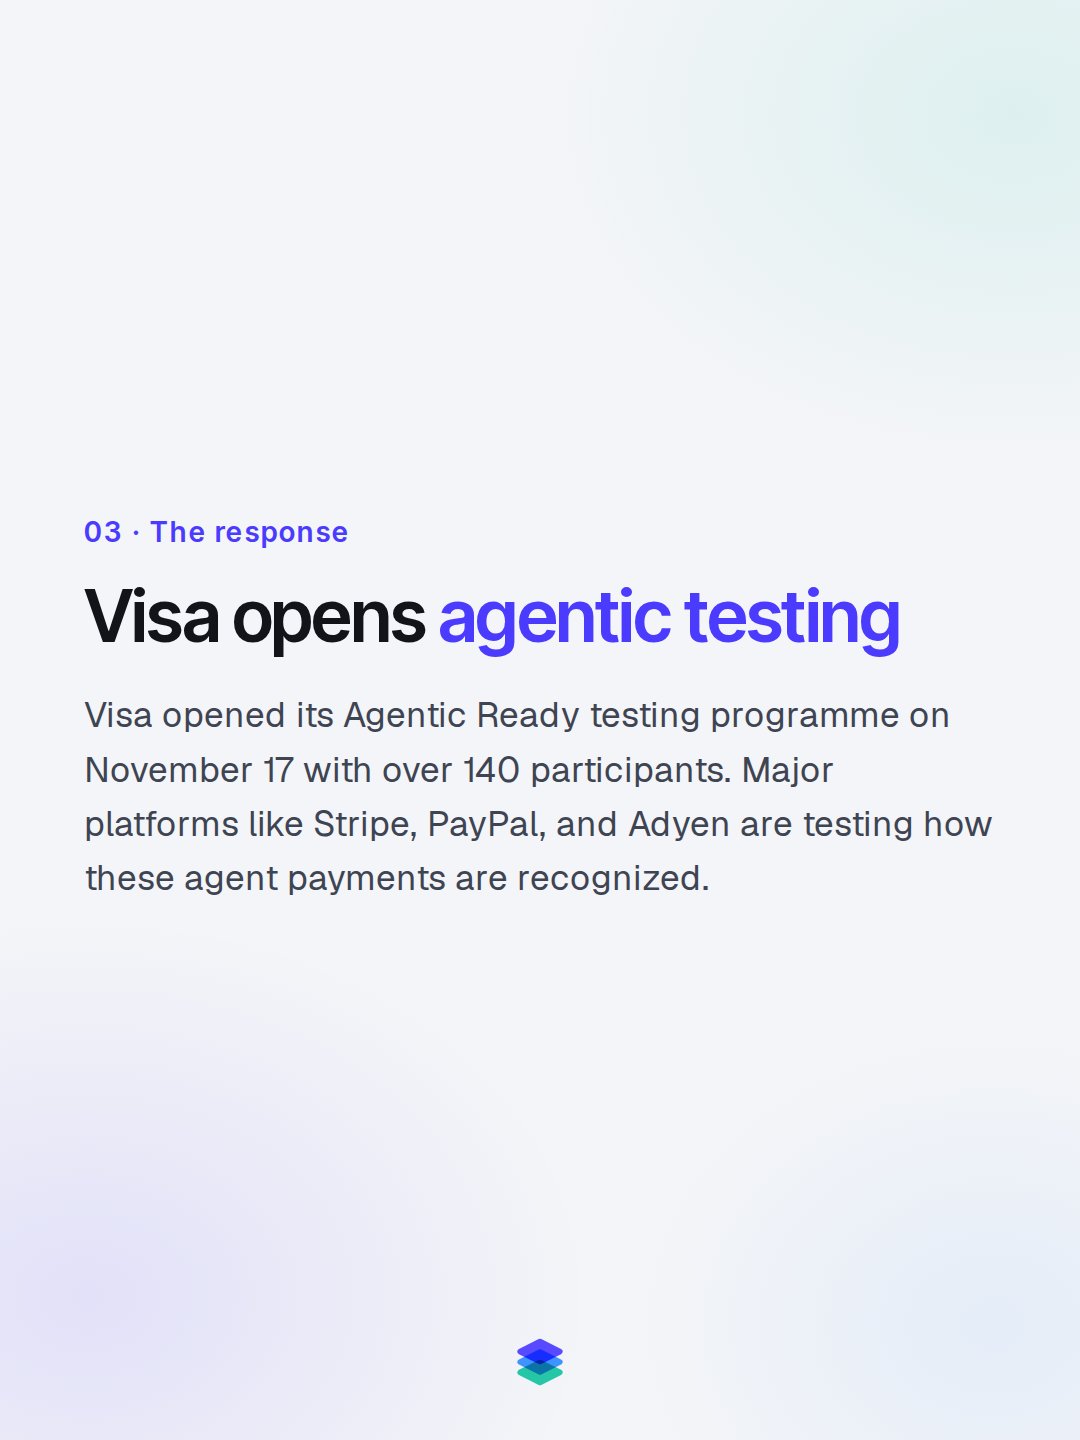 03 · The response
Visa opens agentic testing
Visa opened its Agentic Ready testing programme on
November 17 with over 140 participants. Major
platforms like Stripe, PayPal, and Adyen are testing how
these agent payments are recognized.